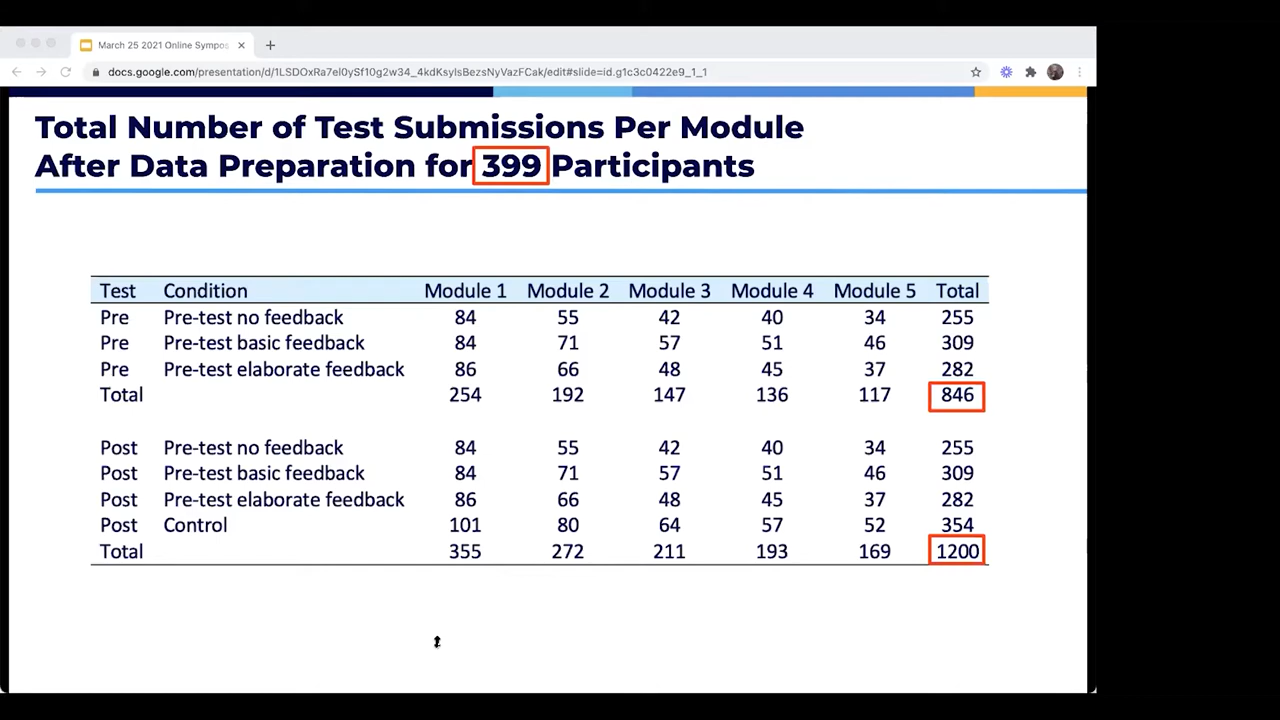 March 25 2021 Online Sympos
docs.google.com/presentation/d/1LSDOxRa7el0ySf10g2w34_4kdKsyIsBezsNyVazFCak/edit#slide=id.g1c3c0422e9_1_1
Total Number of Test Submissions Per Module
After Data Preparation for 399 Participants
Test Condition Module 1 Module 2 Module 3 Module 4 Module 5 Total
Pre Pre-test no feedback 84 55 42 40 34 255
Pre Pre-test basic feedback 84 71 57 51 46 309
Pre Pre-test elaborate feedback 86 66 48 45 37 282
Total 254 192 147 136 117 846
Post Pre-test no feedback 84 55 42 40 34 255
Post Pre-test basic feedback 84 71 57 51 46 309
Post Pre-test elaborate feedback 86 66 48 45 37 282
Post Control 101 80 64 57 52 354
Total 355 272 211 193 169 1200